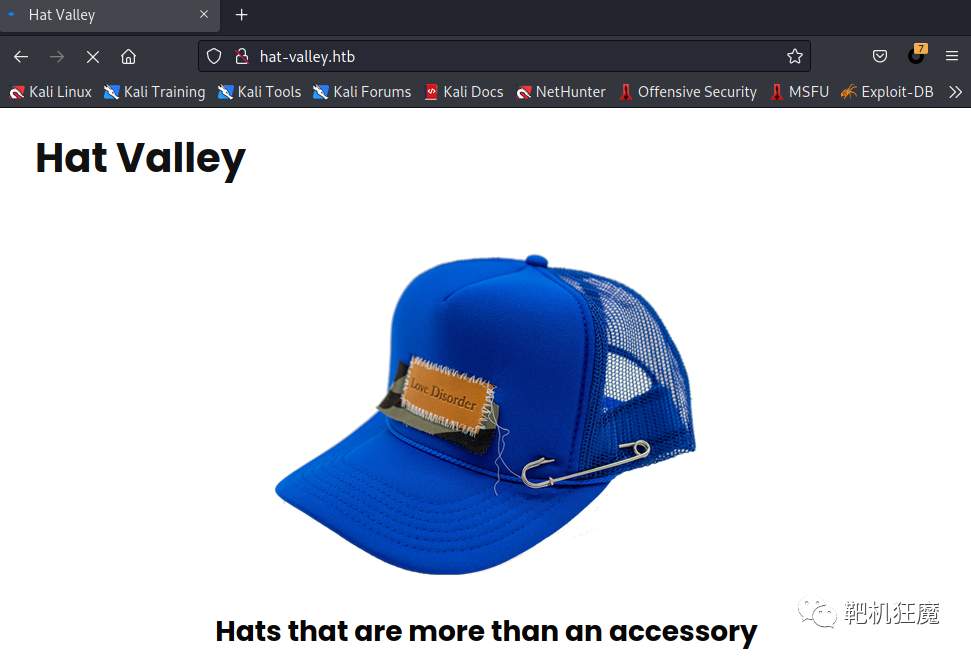 Hat Valley
hat-valley.htb
7
Kali Linux Kali Training Kali Tools Kali Forums Kali Docs NetHunter Offensive Security MSFU Exploit-DB
Hat Valley
Love Disorder
靶机狂魔
Hats that are more than an accessory